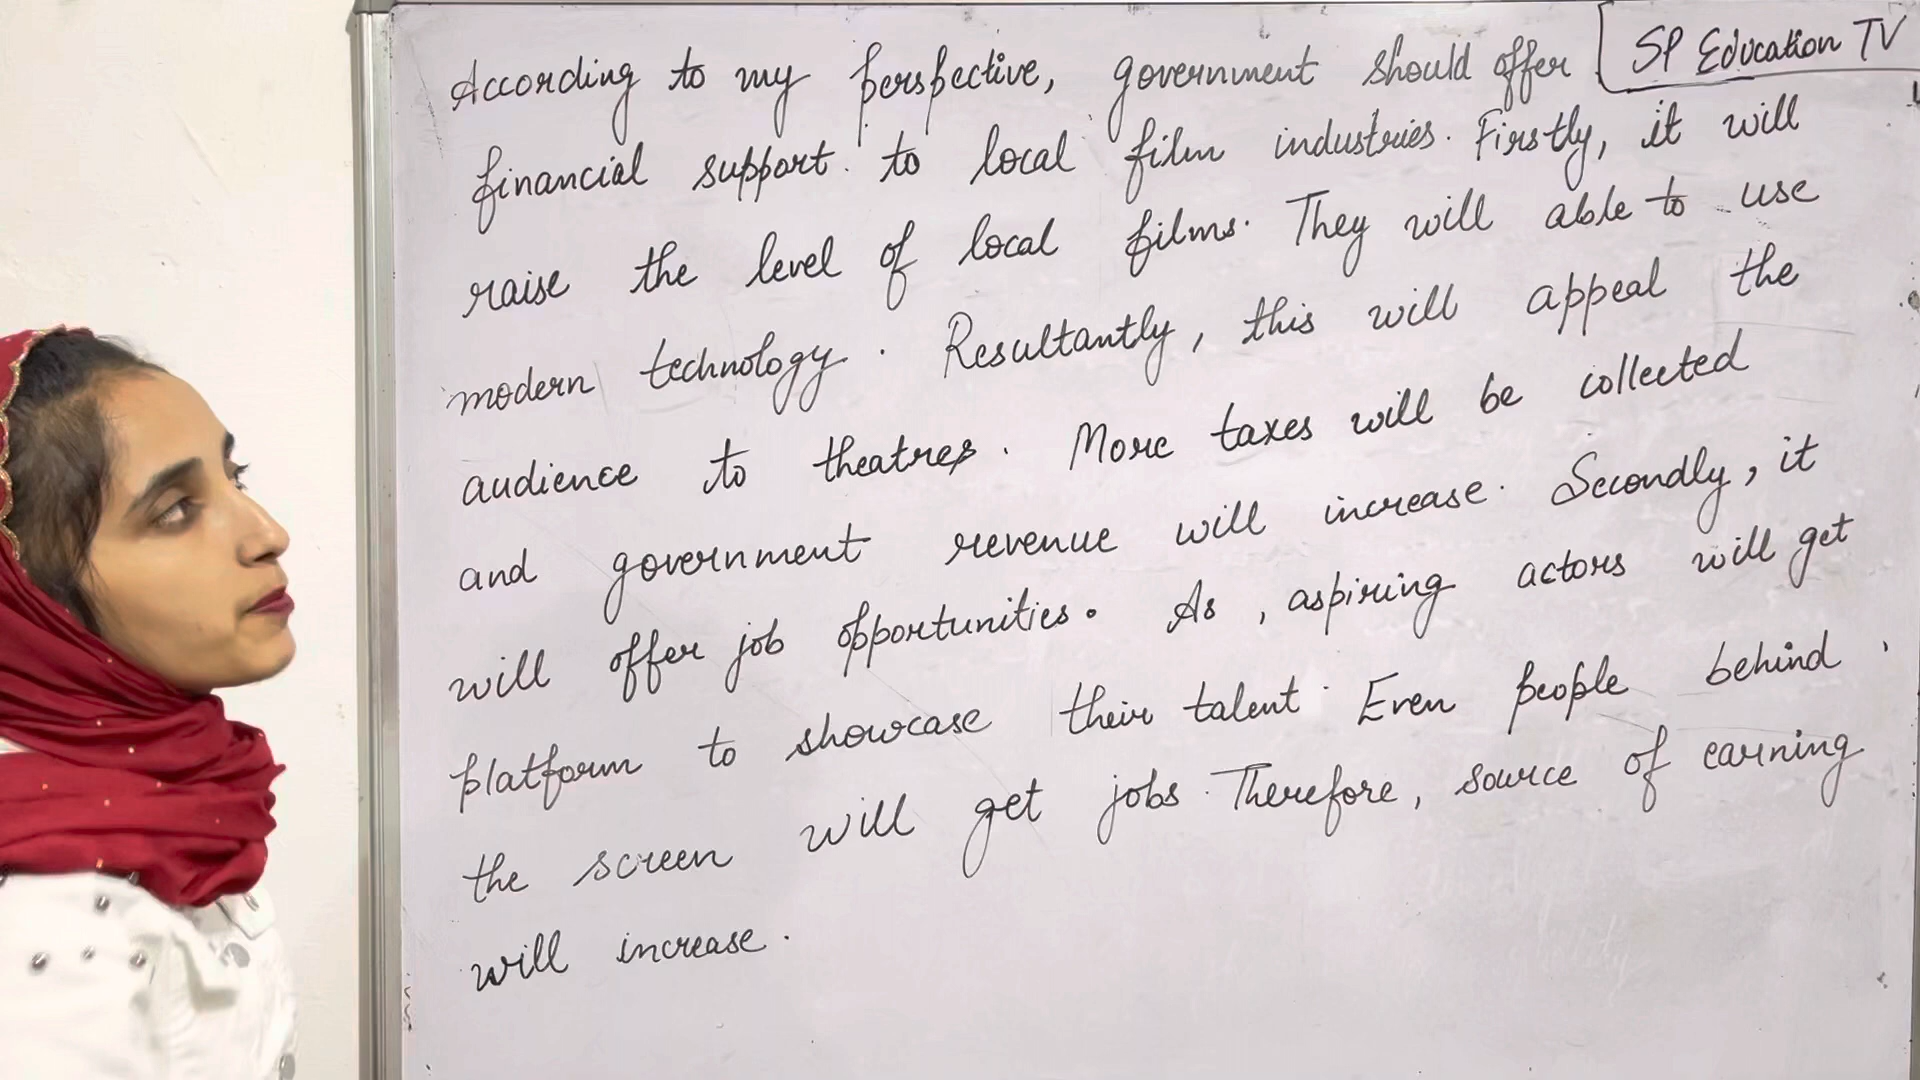 According to my perspective, government should offer
SP Education TV
financial support to local film industries. Firstly, it will
raise the level of local films. They will able to use
modern technology. Resultantly, this will appeal the
audience to theatres. More taxes will be collected
and government revenue will increase. Secondly, it
will offer job opportunities. As, aspiring actors will get
platform to showcase their talent. Even people behind
the screen will get jobs. Therefore, source of earning
will increase.